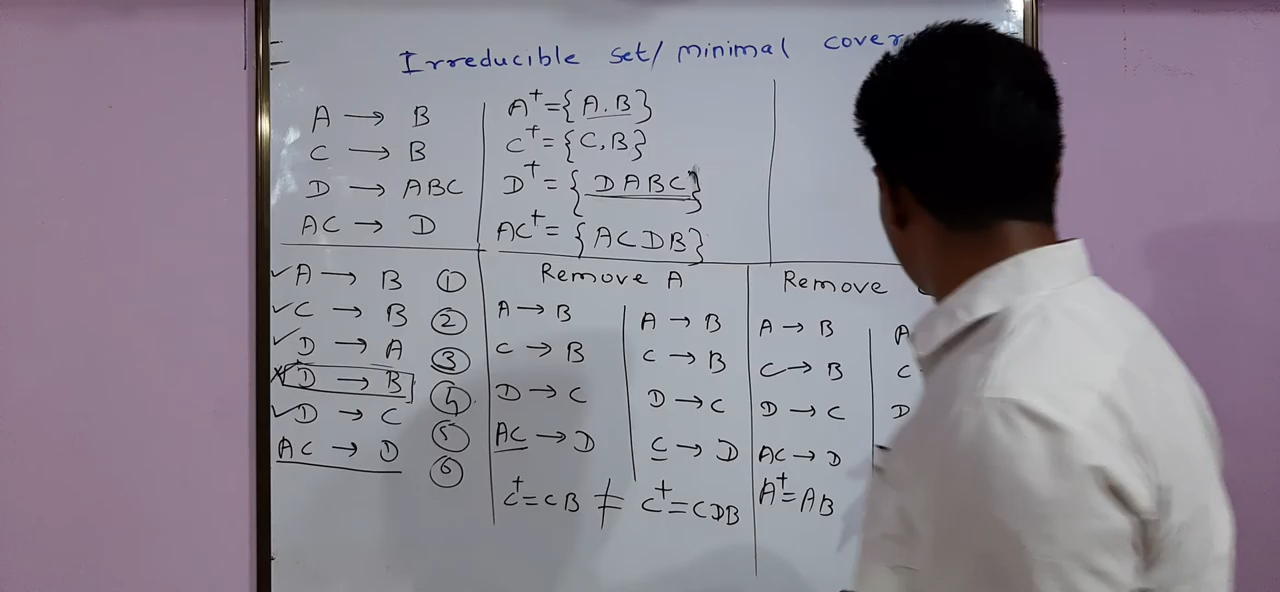 Irreducible set/ minimal cover
A → B
C → B
D → ABC
AC → D
A⁺ = {A.B}
C⁺ = {C,B}
D⁺ = {DABC}
AC⁺ = {ACDB}
✓A → B ①
✓C → B ②
✓D → A ③
×D → B ④
✓D → C ⑤
AC → D ⑥
Remove A
A → B
C → B
D → C
AC → D
C⁺ = CB ≠
A → B
C → B
D → C
C → D
C⁺ = CDB
Remove
A → B
C → B
D → C
AC → D
A⁺ = AB
A
C
D